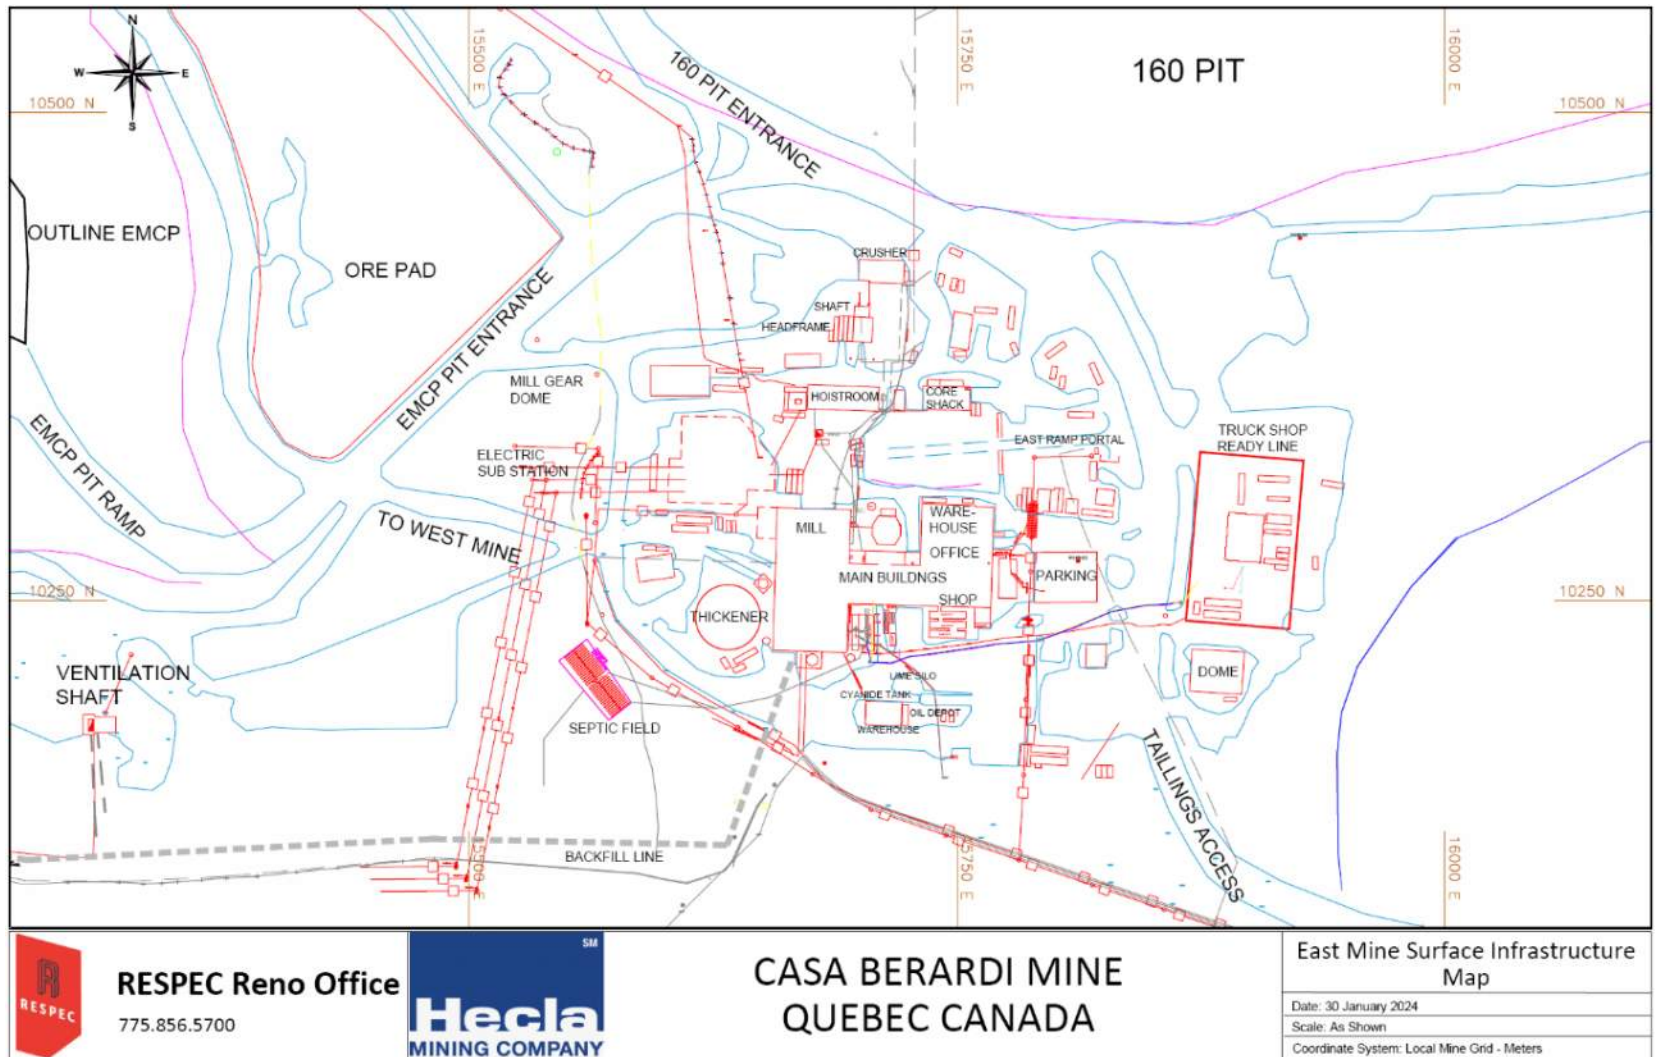 N
W
E
S
15500 E
15750 E
16000 E
160 PIT ENTRANCE
160 PIT
10500 N
10500 N
OUTLINE EMCP
ORE PAD
CRUSHER
SHAFT
HEADFRAME
EMCP PIT ENTRANCE
MILL GEAR
DOME
HOISTROOM
CORE
SHACK
EMCP PIT RAMP
ELECTRIC
SUB STATION
EAST RAMP PORTAL
TRUCK SHOP
READY LINE
TO WEST MINE
MILL
WARE-
HOUSE
OFFICE
MAIN BUILDNGS
PARKING
10250 N
10250 N
SHOP
THICKENER
VENTILATION
SHAFT
LIME SILO
DOME
CYANIDE TANK
OIL DEPOT
WAREHOUSE
SEPTIC FIELD
TAILLINGS ACCESS
BACKFILL LINE
15500 E
15750 E
16000 E
RESPEC
RESPEC Reno Office
775.856.5700
SM
Hecla
MINING COMPANY
CASA BERARDI MINE
QUEBEC CANADA
East Mine Surface Infrastructure
Map
Date: 30 January 2024
Scale: As Shown
Coordinate System: Local Mine Grid - Meters